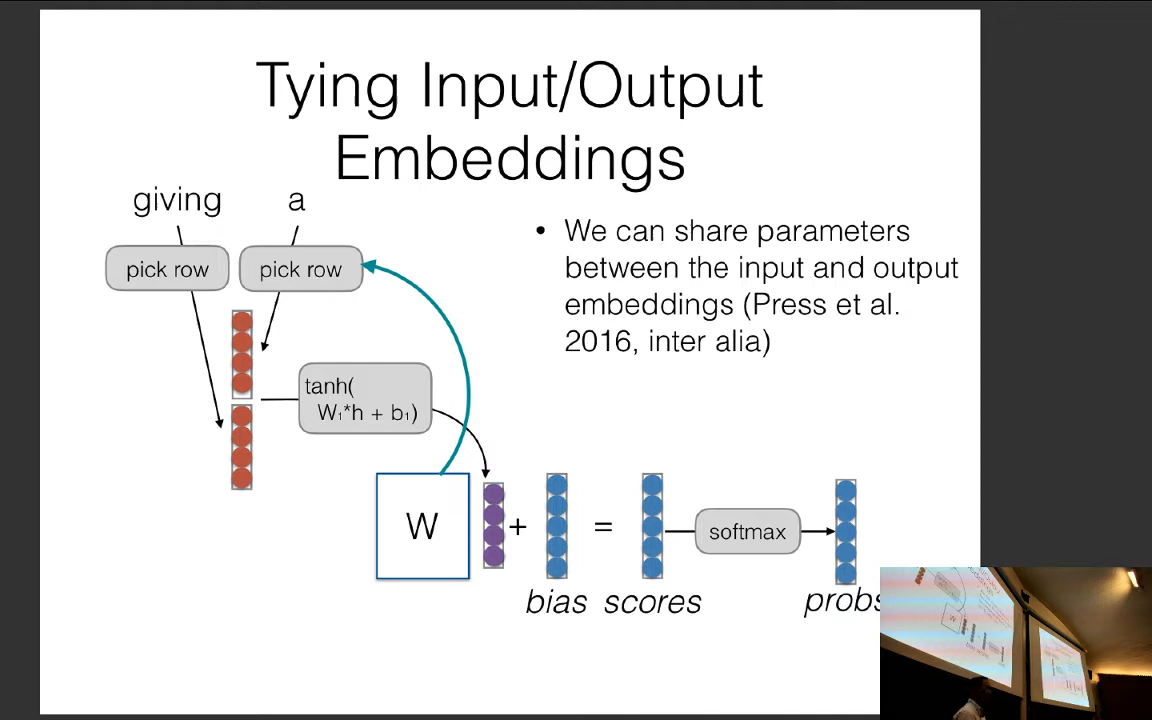 Tying Input/Output
Embeddings
giving a
pick row pick row
• We can share parameters
between the input and output
embeddings (Press et al.
2016, inter alia)
tanh(
W₁*h + b₁)
W + = softmax
bias scores probs